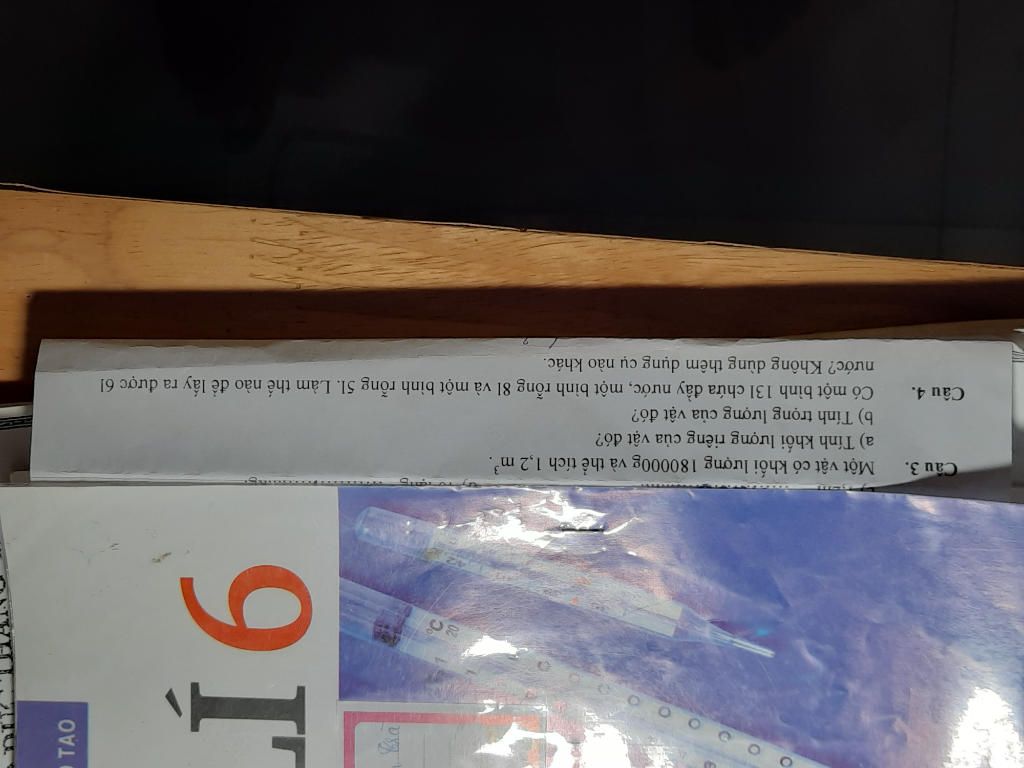 Câu 3. Một vật có khối lượng 180000g và thể tích 1,2 m³.
a) Tính khối lượng riêng của vật đó?
b) Tính trọng lượng của vật đó?
Câu 4. Có một bình 13l chứa đầy nước, một bình rỗng 8l và một bình rỗng 5l. Làm thế nào để lấy ra được 6l
nước? Không dùng thêm dụng cụ nào khác.
LÍ 6
°C
20
TẠO